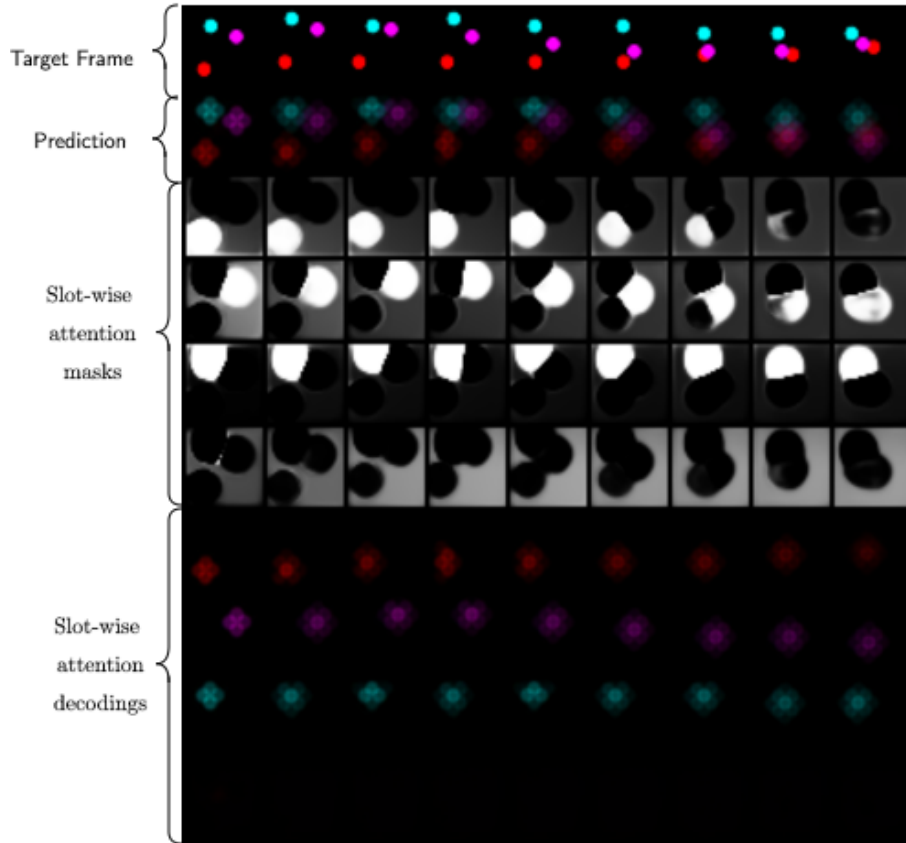 Target Frame
Prediction
Slot-wise
attention
masks
Slot-wise
attention
decodings